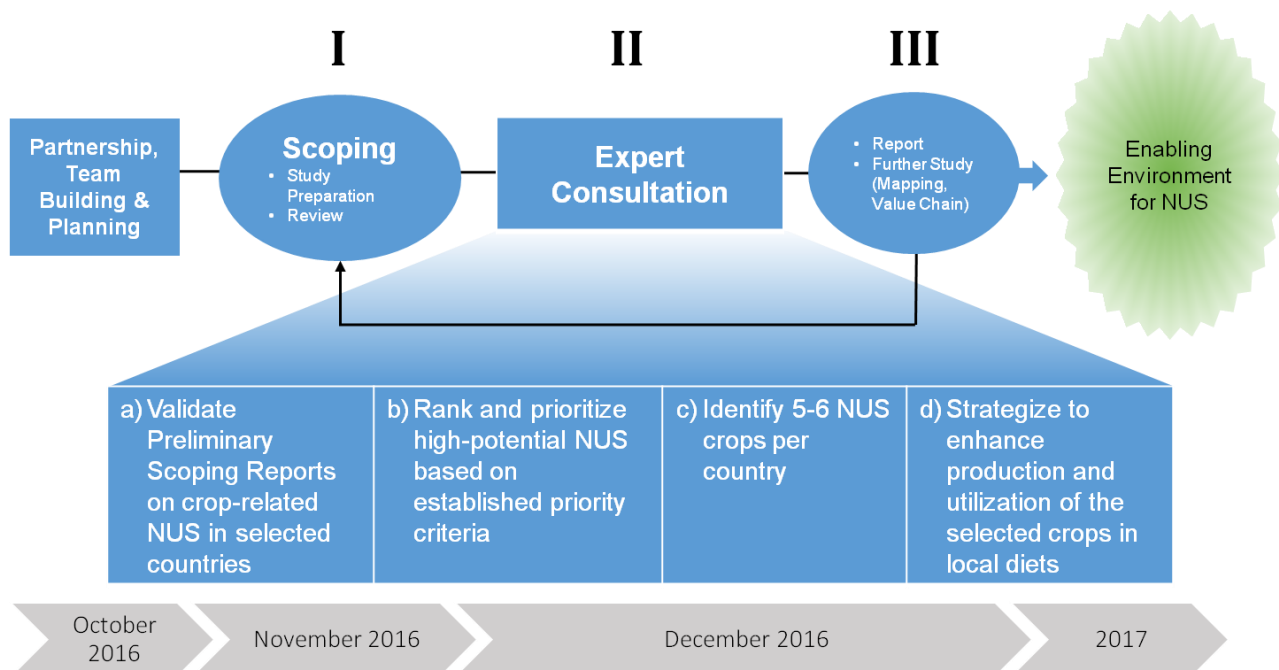 I
II
III
Partnership,
Team
Building &
Planning
Scoping
• Study
Preparation
• Review
Expert
Consultation
• Report
• Further Study
(Mapping,
Value Chain)
Enabling
Environment
for NUS
a) Validate
Preliminary
Scoping Reports
on crop-related
NUS in selected
countries
b) Rank and prioritize
high-potential NUS
based on
established priority
criteria
c) Identify 5-6 NUS
crops per
country
d) Strategize to
enhance
production and
utilization of the
selected crops in
local diets
October
2016
November 2016
December 2016
2017